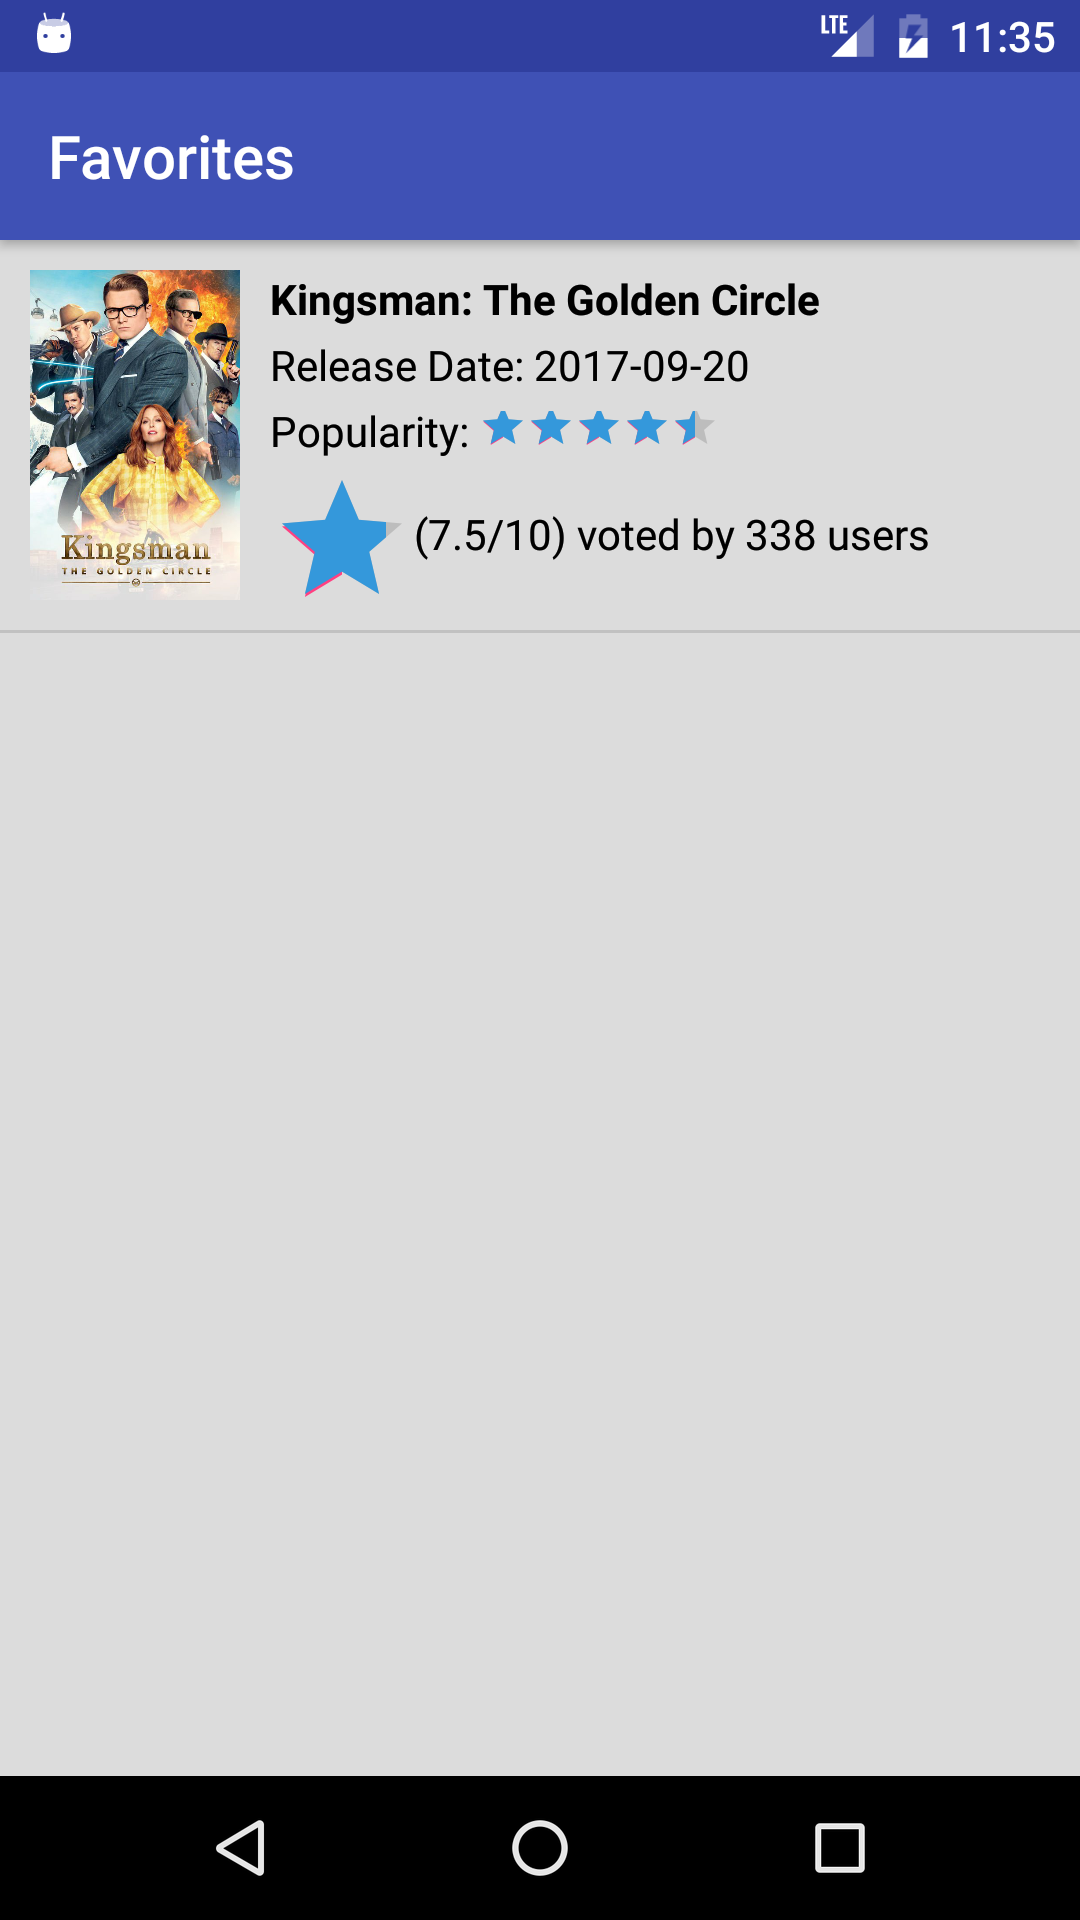 LTE 11:35
Favorites
Kingsman: The Golden Circle
Release Date: 2017-09-20
Popularity:
(7.5/10) voted by 338 users
Kingsman
THE GOLDEN CIRCLE